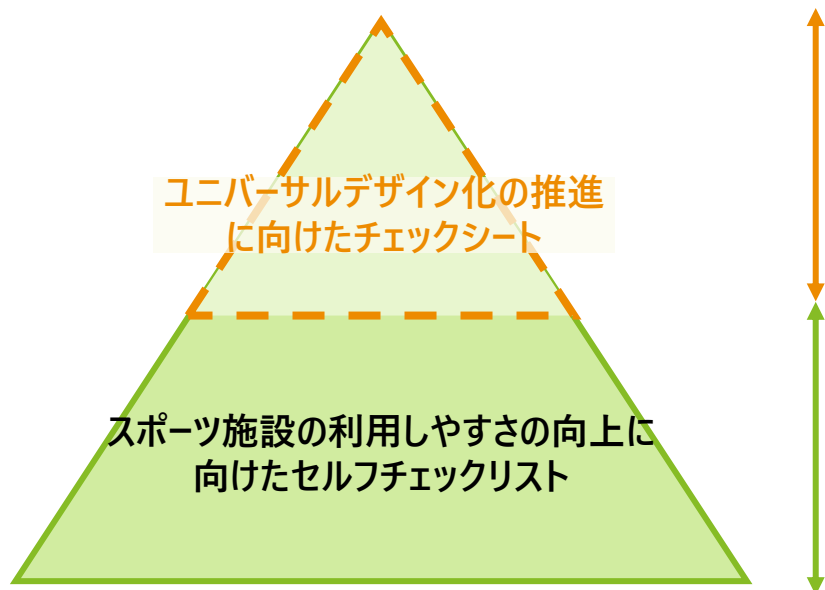 ユニバーサルデザイン化の推進
に向けたチェックシート
スポーツ施設の利用しやすさの向上に
向けたセルフチェックリスト